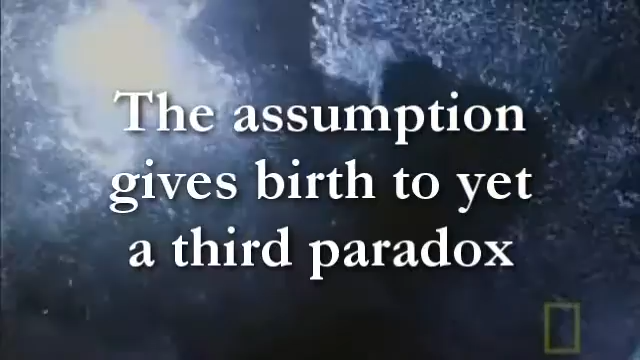 The assumption
gives birth to yet
a third paradox